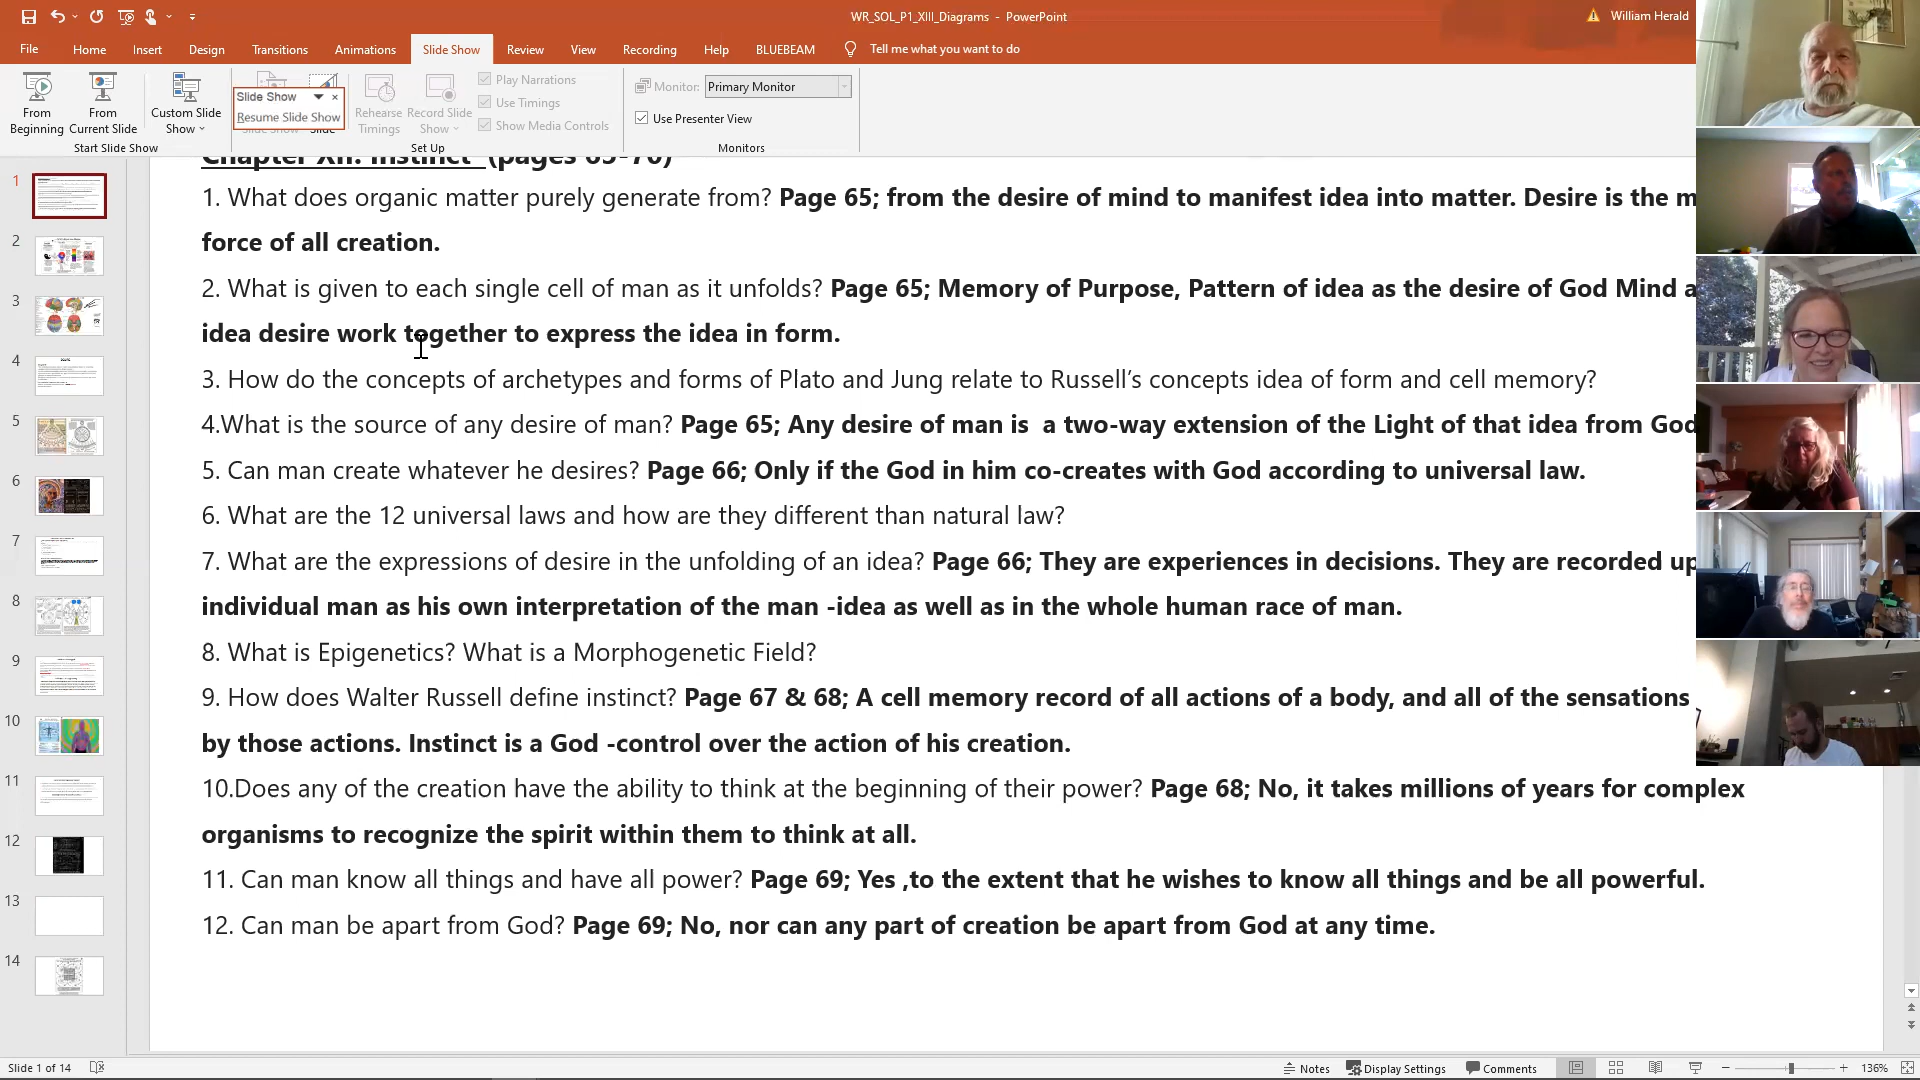 WR_SOL_P1_XIII_Diagrams - PowerPoint
William Herald
File Home Insert Design Transitions Animations Slide Show Review View Recording Help BLUEBEAM Tell me what you want to do
From Beginning
From Current Slide
Custom Slide Show
Slide Show
Resume Slide Show
Rehearse Timings
Record Slide Show
Play Narrations
Use Timings
Show Media Controls
Monitor: Primary Monitor
Use Presenter View
Start Slide Show
Set Up
Monitors
Chapter XII: Instinct (pages 65-70)
1. What does organic matter purely generate from? Page 65; from the desire of mind to manifest idea into matter. Desire is the m
force of all creation.
2. What is given to each single cell of man as it unfolds? Page 65; Memory of Purpose, Pattern of idea as the desire of God Mind a
idea desire work together to express the idea in form.
3. How do the concepts of archetypes and forms of Plato and Jung relate to Russell’s concepts idea of form and cell memory?
4.What is the source of any desire of man? Page 65; Any desire of man is a two-way extension of the Light of that idea from God
5. Can man create whatever he desires? Page 66; Only if the God in him co-creates with God according to universal law.
6. What are the 12 universal laws and how are they different than natural law?
7. What are the expressions of desire in the unfolding of an idea? Page 66; They are experiences in decisions. They are recorded up
individual man as his own interpretation of the man -idea as well as in the whole human race of man.
8. What is Epigenetics? What is a Morphogenetic Field?
9. How does Walter Russell define instinct? Page 67 & 68; A cell memory record of all actions of a body, and all of the sensations
by those actions. Instinct is a God -control over the action of his creation.
10.Does any of the creation have the ability to think at the beginning of their power? Page 68; No, it takes millions of years for complex
organisms to recognize the spirit within them to think at all.
11. Can man know all things and have all power? Page 69; Yes ,to the extent that he wishes to know all things and be all powerful.
12. Can man be apart from God? Page 69; No, nor can any part of creation be apart from God at any time.
1
2
3
4
5
6
7
8
9
10
11
12
13
14
Slide 1 of 14
Notes Display Settings Comments 136%